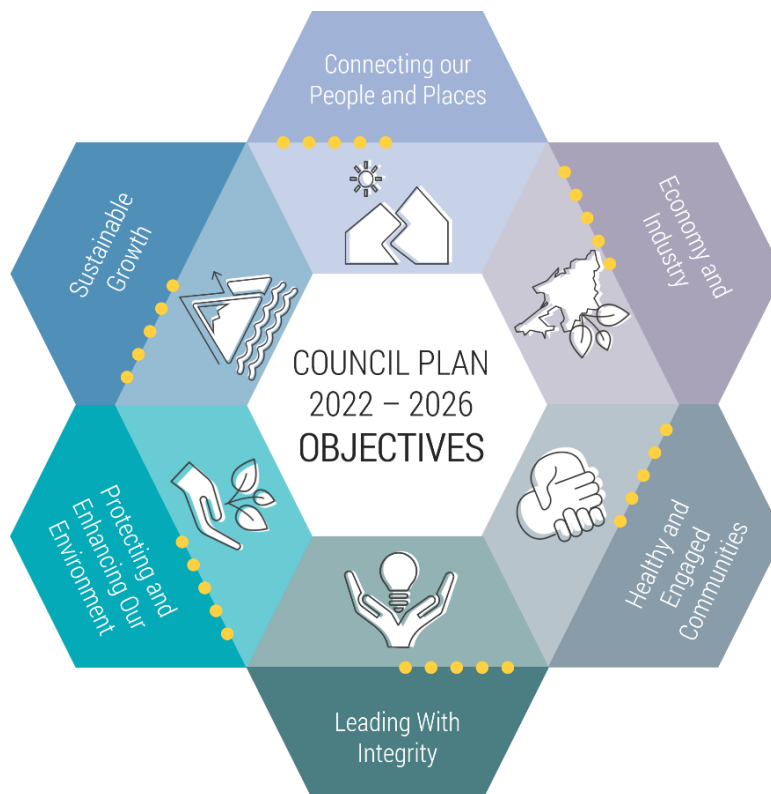 Connecting our
People and Places
Economy and
Industry
Healthy and
Engaged
Communities
Leading With
Integrity
Protecting and
Enhancing Our
Environment
Sustainable
Growth
COUNCIL PLAN
2022 – 2026
OBJECTIVES